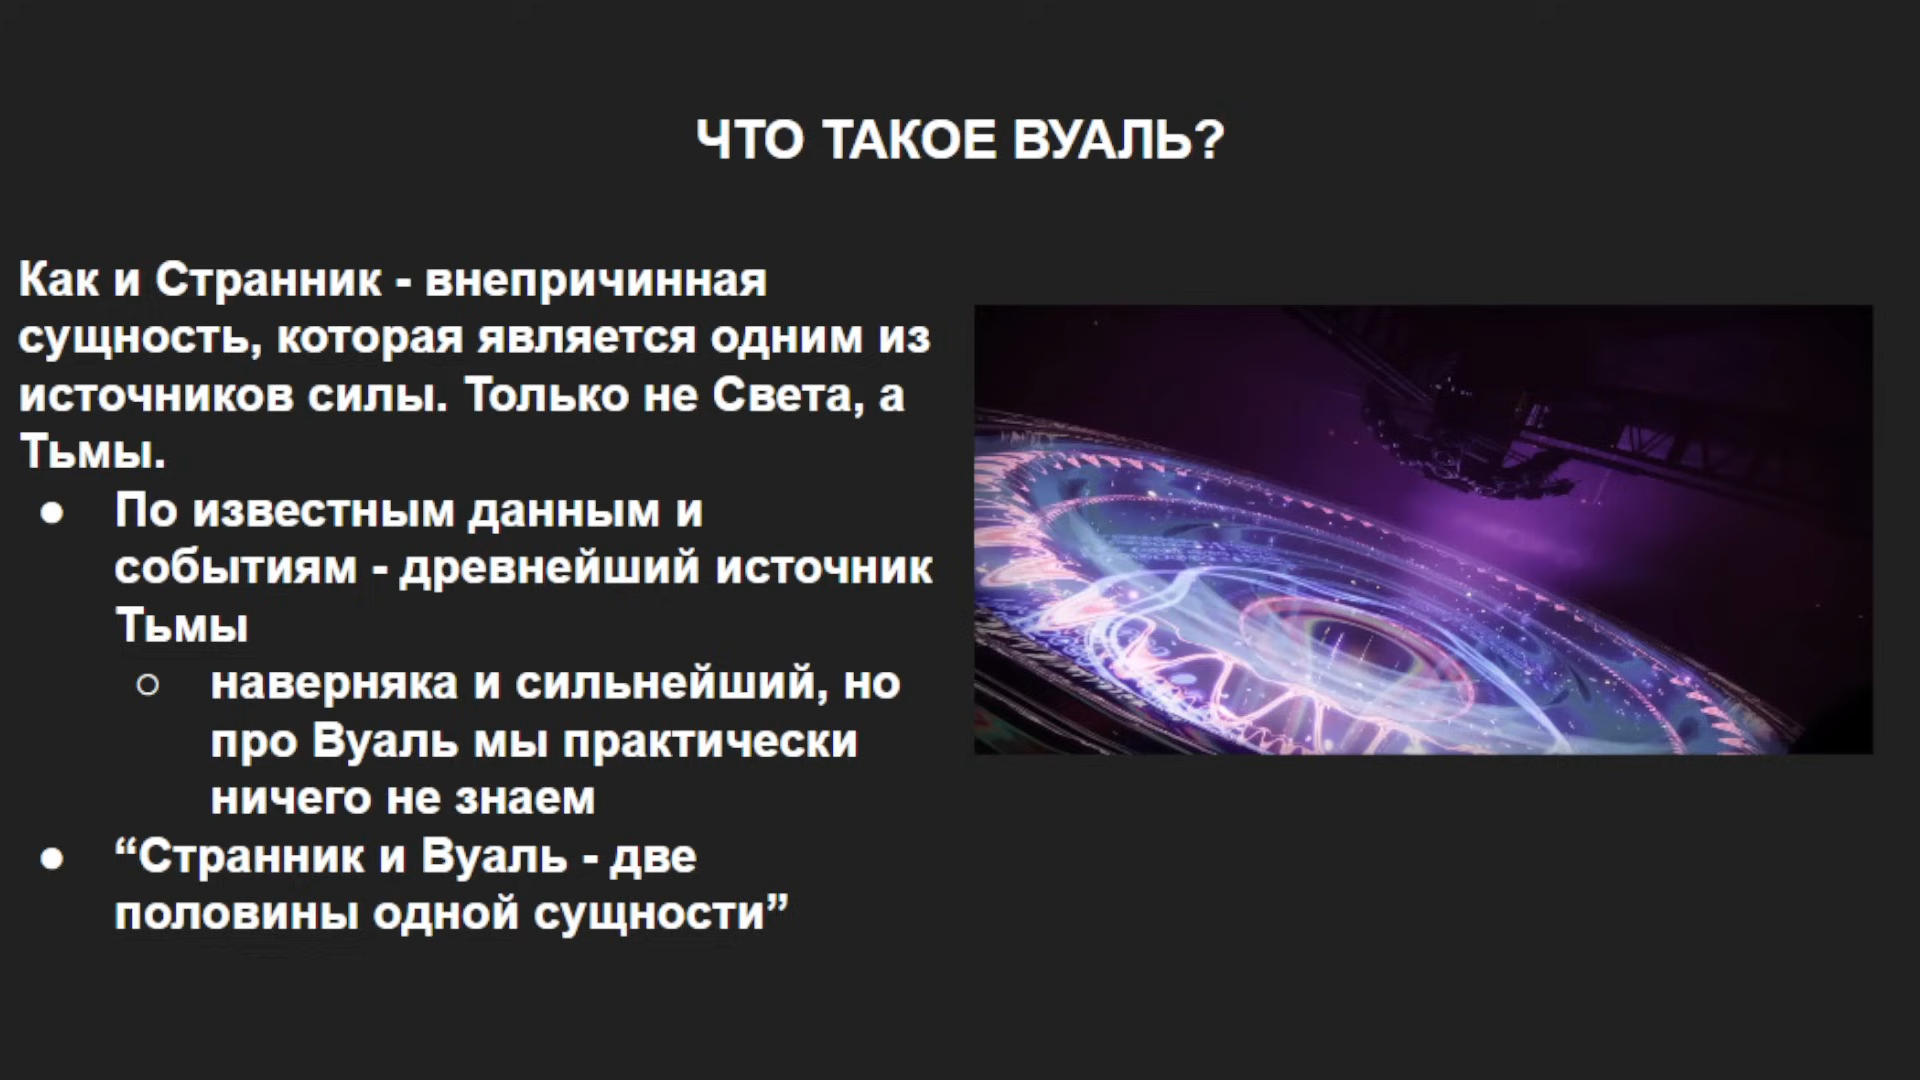 ЧТО ТАКОЕ ВУАЛЬ?
Как и Странник - внепричинная
сущность, которая является одним из
источников силы. Только не Света, а
Тьмы.
● По известным данным и
событиям - древнейший источник
Тьмы
○ наверняка и сильнейший, но
про Вуаль мы практически
ничего не знаем
● “Странник и Вуаль - две
половины одной сущности”